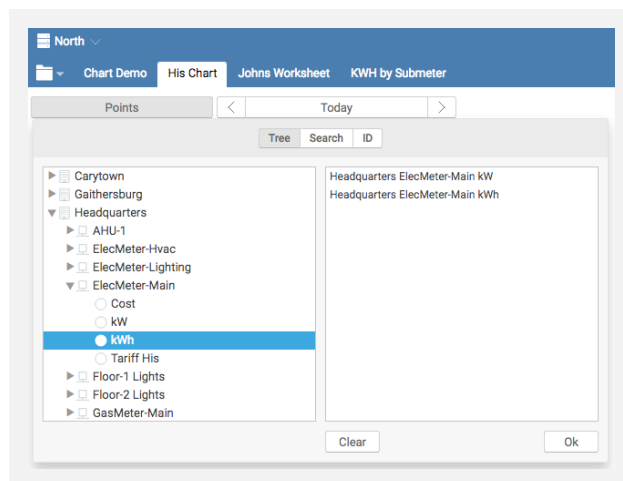 North
Chart Demo His Chart Johns Worksheet KWH by Submeter
Points Today
Tree Search ID
Carytown
Gaithersburg
Headquarters
AHU-1
ElecMeter-Hvac
ElecMeter-Lighting
ElecMeter-Main
Cost
kW
kWh
Tariff His
Floor-1 Lights
Floor-2 Lights
GasMeter-Main
Headquarters ElecMeter-Main kW
Headquarters ElecMeter-Main kWh
Clear Ok